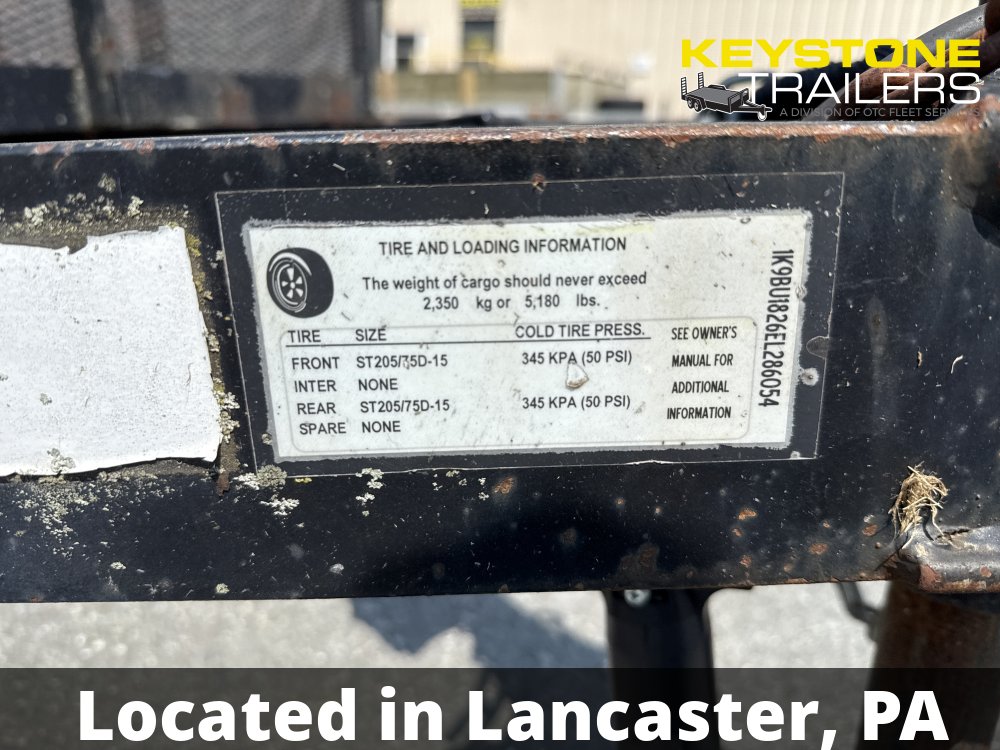 KEYSTONE
TRAILERS
A DIVISION OF OTC FLEET SERVICES
TIRE AND LOADING INFORMATION
The weight of cargo should never exceed
2,350 kg or 5,180 lbs.
TIRE SIZE COLD TIRE PRESS.
FRONT ST205/75D-15 345 KPA (50 PSI)
INTER NONE
REAR ST205/75D-15 345 KPA (50 PSI)
SPARE NONE
SEE OWNER'S
MANUAL FOR
ADDITIONAL
INFORMATION
1K9BU1826EL286054
Located in Lancaster, PA